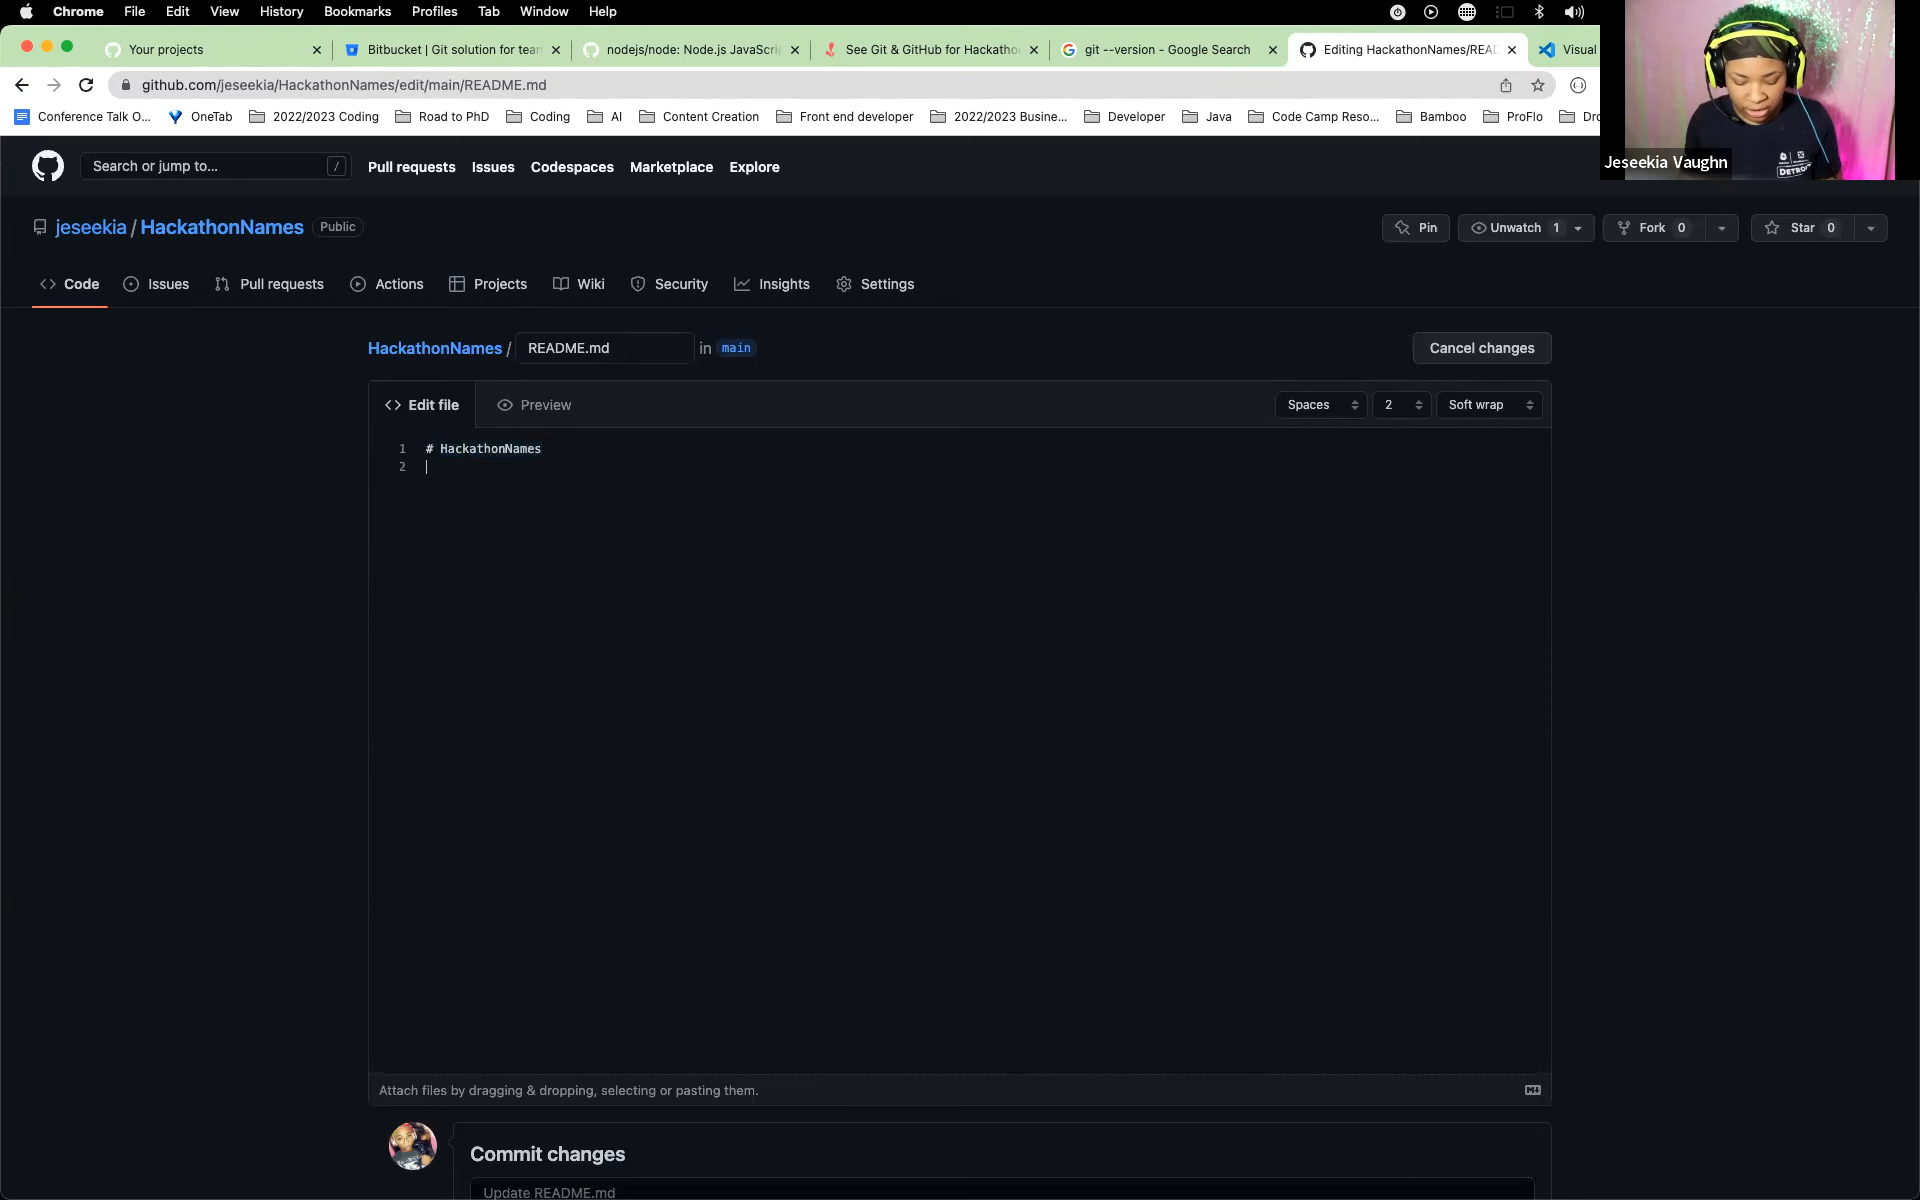 Chrome File Edit View History Bookmarks Profiles Tab Window Help
Your projects Bitbucket | Git solution for team nodejs/node: Node.js JavaScri See Git & GitHub for Hackatho git --version - Google Search Editing HackathonNames/READ Visual
github.com/jeseekia/HackathonNames/edit/main/README.md
Conference Talk O... OneTab 2022/2023 Coding Road to PhD Coding AI Content Creation Front end developer 2022/2023 Busine... Developer Java Code Camp Reso... Bamboo ProFlo Dro
DETROIT
Jeseekia Vaughn
Search or jump to... / Pull requests Issues Codespaces Marketplace Explore
jeseekia / HackathonNames Public Pin Unwatch 1 Fork 0 Star 0
Code Issues Pull requests Actions Projects Wiki Security Insights Settings
HackathonNames / README.md in main Cancel changes
Edit file Preview Spaces 2 Soft wrap
1 # HackathonNames
2
Attach files by dragging & dropping, selecting or pasting them.
Commit changes
Update README.md